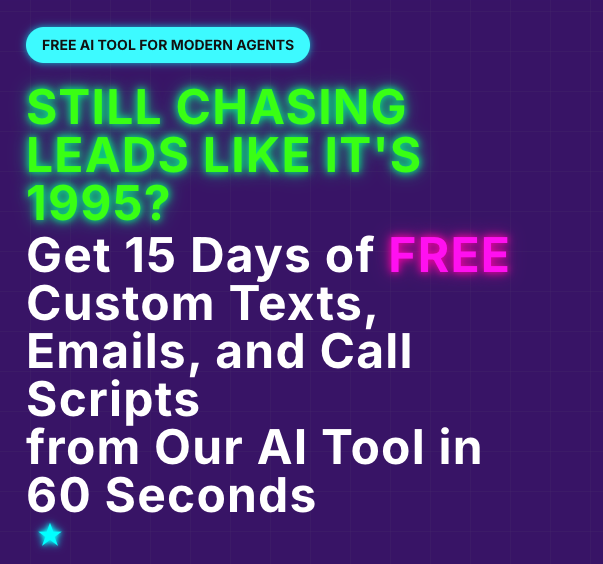 FREE AI TOOL FOR MODERN AGENTS
STILL CHASING
LEADS LIKE IT'S
1995?
Get 15 Days of FREE
Custom Texts,
Emails, and Call
Scripts
from Our AI Tool in
60 Seconds